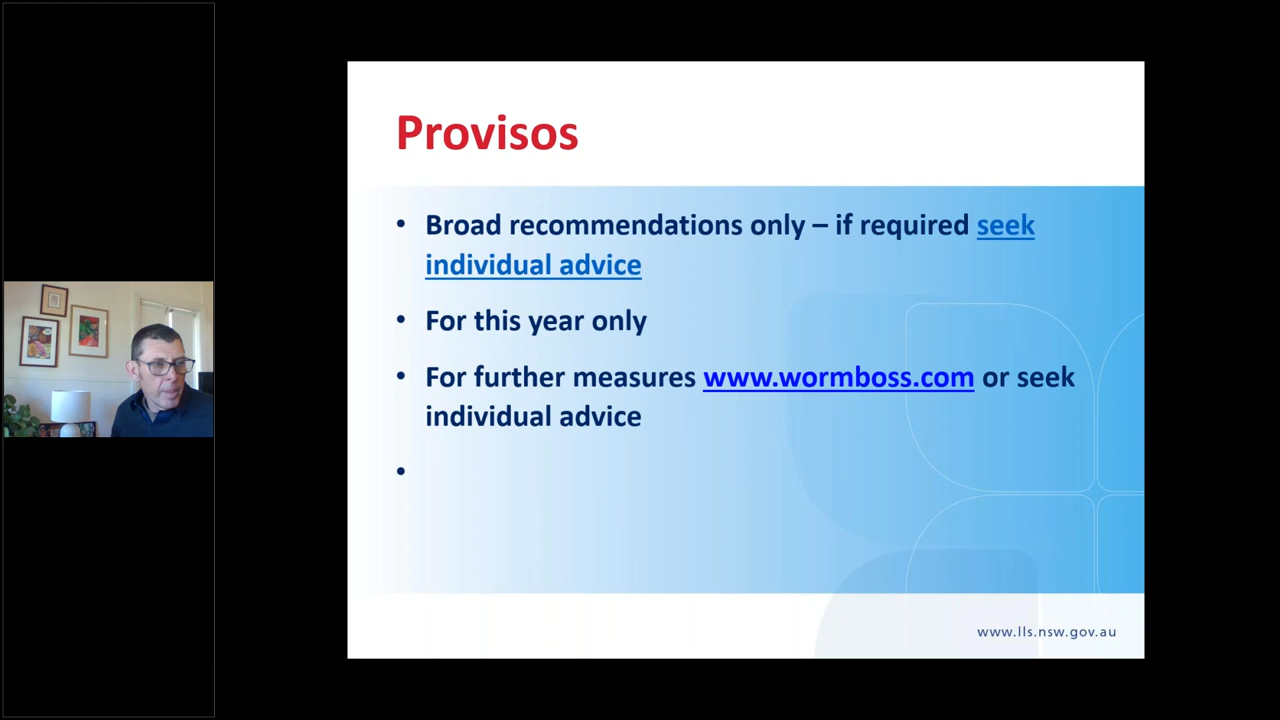 Provisos
• Broad recommendations only – if required seek
individual advice
• For this year only
• For further measures www.wormboss.com or seek
individual advice
•
www.lls.nsw.gov.au